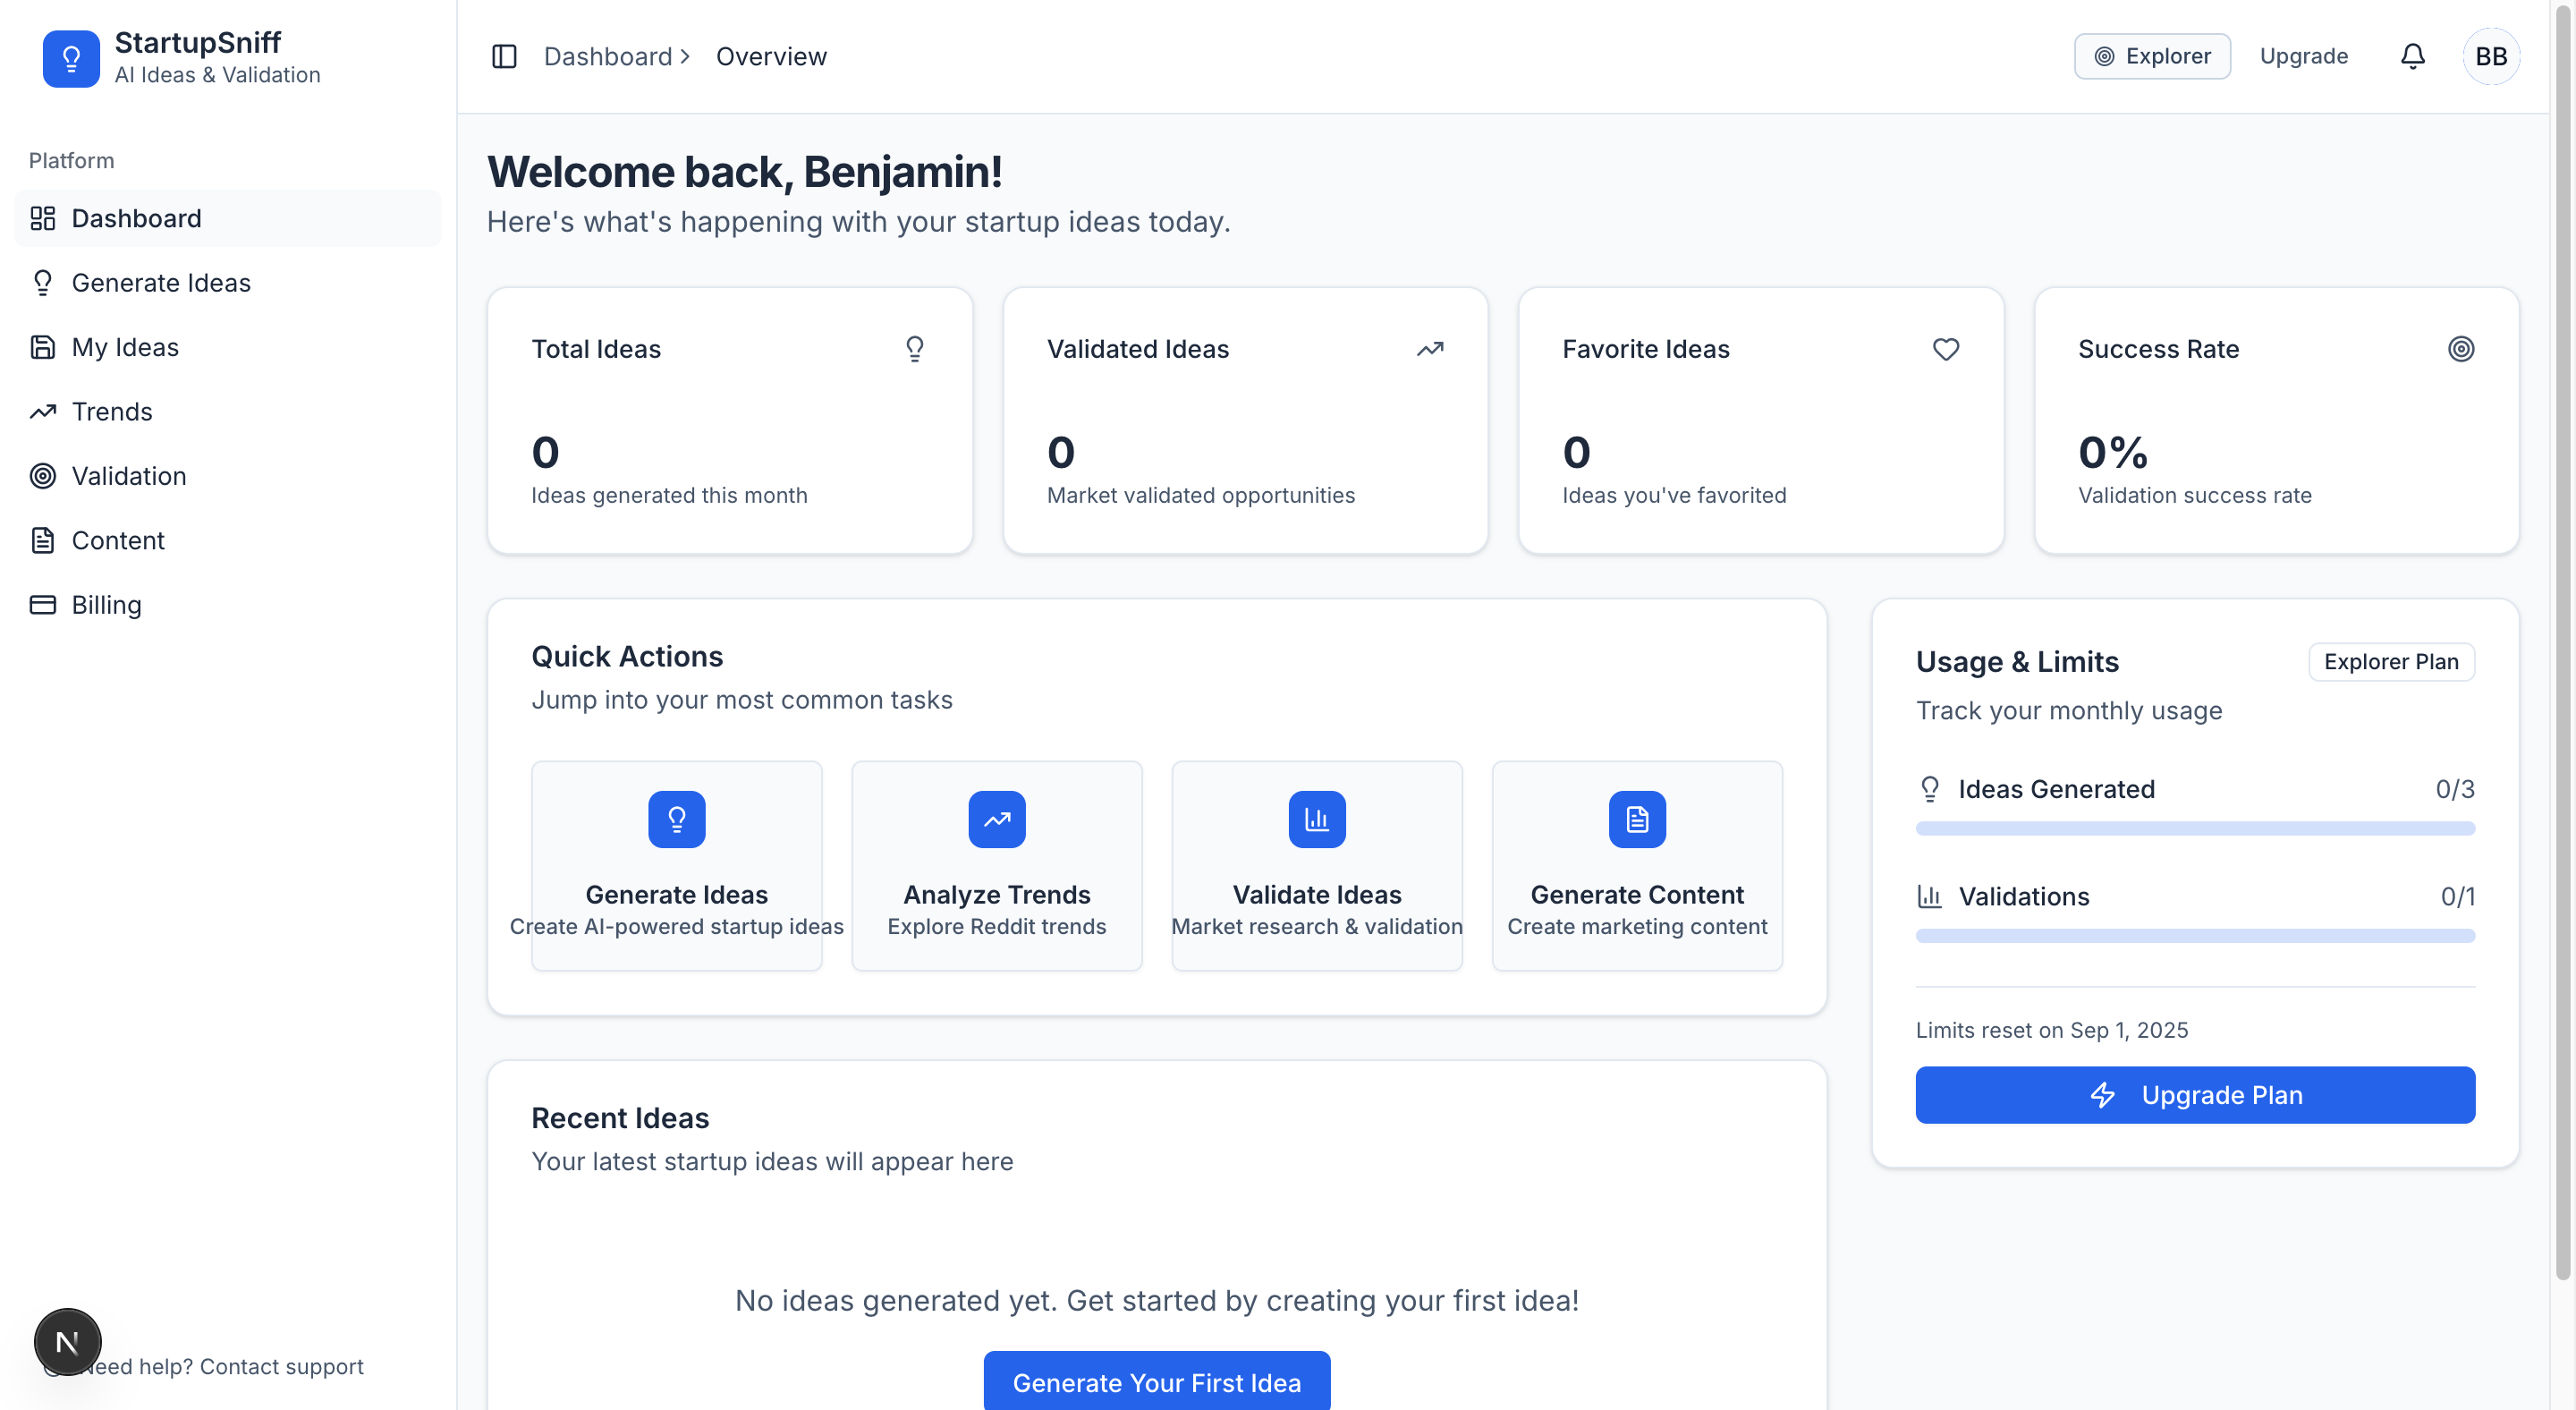 StartupSniff
AI Ideas & Validation
Platform
Dashboard
Generate Ideas
My Ideas
Trends
Validation
Content
Billing
N
Need help? Contact support
Dashboard > Overview
Explorer
Upgrade
BB
Welcome back, Benjamin!
Here's what's happening with your startup ideas today.
Total Ideas
0
Ideas generated this month
Validated Ideas
0
Market validated opportunities
Favorite Ideas
0
Ideas you've favorited
Success Rate
0%
Validation success rate
Quick Actions
Jump into your most common tasks
Generate Ideas
Create AI-powered startup ideas
Analyze Trends
Explore Reddit trends
Validate Ideas
Market research & validation
Generate Content
Create marketing content
Usage & Limits
Explorer Plan
Track your monthly usage
Ideas Generated
0/3
Validations
0/1
Limits reset on Sep 1, 2025
Upgrade Plan
Recent Ideas
Your latest startup ideas will appear here
No ideas generated yet. Get started by creating your first idea!
Generate Your First Idea